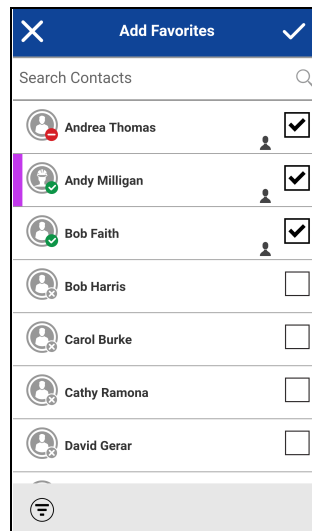 Add Favorites
Search Contacts
Andrea Thomas
Andy Milligan
Bob Faith
Bob Harris
Carol Burke
Cathy Ramona
David Gerar